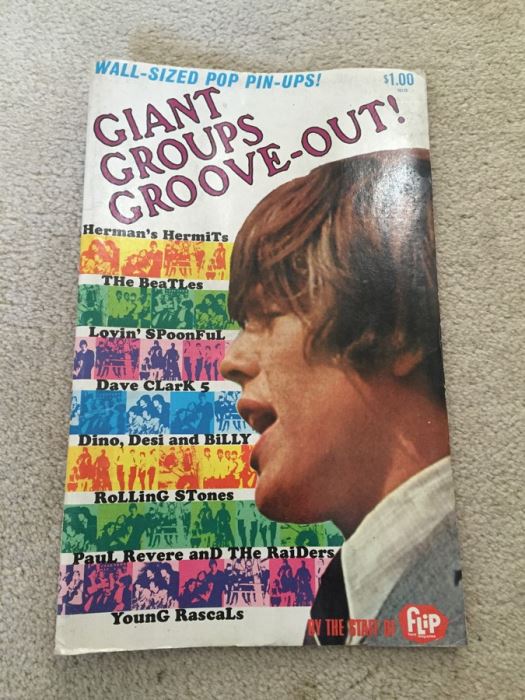 WALL-SIZED POP PIN-UPS!
$1.00
GIANT
GROUPS
GROOVE-OUT!
Herman's HermiTs
THe BeaTLes
Lovin' SPoonFuL
Dave CLarK 5
Dino, Desi and BiLLY
RoLLinG STones
PauL Revere anD THe RaiDers
YounG RascaLs
BY THE STAFF OF FLiP